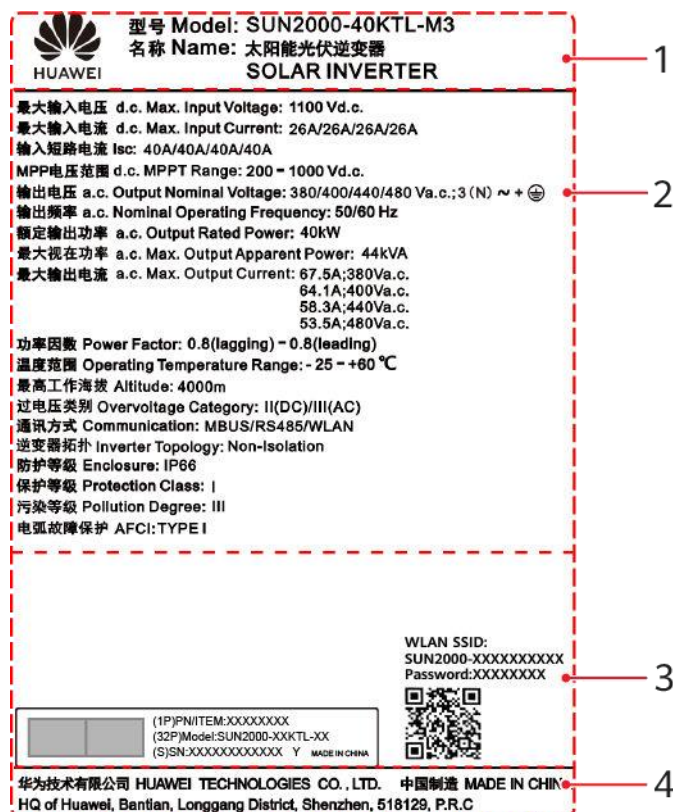 型号 Model: SUN2000-40KTL-M3
名称 Name: 太阳能光伏逆变器
SOLAR INVERTER
HUAWEI
1
最大输入电压 d.c. Max. Input Voltage: 1100 Vd.c.
最大输入电流 d.c. Max. Input Current: 26A/26A/26A/26A
输入短路电流 Isc: 40A/40A/40A/40A
MPP电压范围 d.c. MPPT Range: 200 - 1000 Vd.c.
输出电压 a.c. Output Nominal Voltage: 380/400/440/480 Va.c.;3(N) ~ +
2
输出频率 a.c. Nominal Operating Frequency: 50/60 Hz
额定输出功率 a.c. Output Rated Power: 40kW
最大视在功率 a.c. Max. Output Apparent Power: 44kVA
最大输出电流 a.c. Max. Output Current: 67.5A;380Va.c.
64.1A;400Va.c.
58.3A;440Va.c.
53.5A;480Va.c.
功率因数 Power Factor: 0.8(lagging) - 0.8(leading)
温度范围 Operating Temperature Range: - 25 - +60 ℃
最高工作海拔 Altitude: 4000m
过电压类别 Overvoltage Category: II(DC)/III(AC)
通讯方式 Communication: MBUS/RS485/WLAN
逆变器拓扑 Inverter Topology: Non-Isolation
防护等级 Enclosure: IP66
保护等级 Protection Class: I
污染等级 Pollution Degree: III
电弧故障保护 AFCI:TYPE I
WLAN SSID:
SUN2000-XXXXXXXXXX
Password:XXXXXXXX
3
(1P)PN/ITEM:XXXXXXXX
(32P)Model:SUN2000-XXKTL-XX
(S)SN:XXXXXXXXXXXX Y MADE IN CHINA
华为技术有限公司 HUAWEI TECHNOLOGIES CO., LTD. 中国制造 MADE IN CHIN
4
HQ of Huawei, Bantian, Longgang District, Shenzhen, 518129, P.R.C